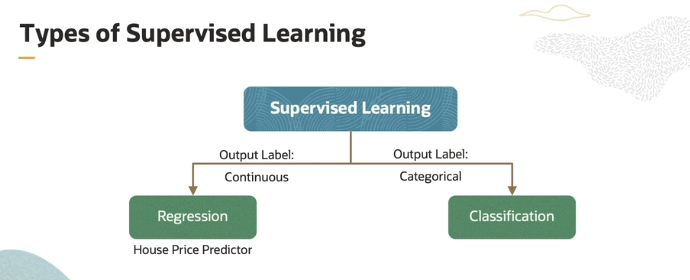 Types of Supervised Learning
Supervised Learning
Output Label:
Continuous
Output Label:
Categorical
Regression
Classification
House Price Predictor